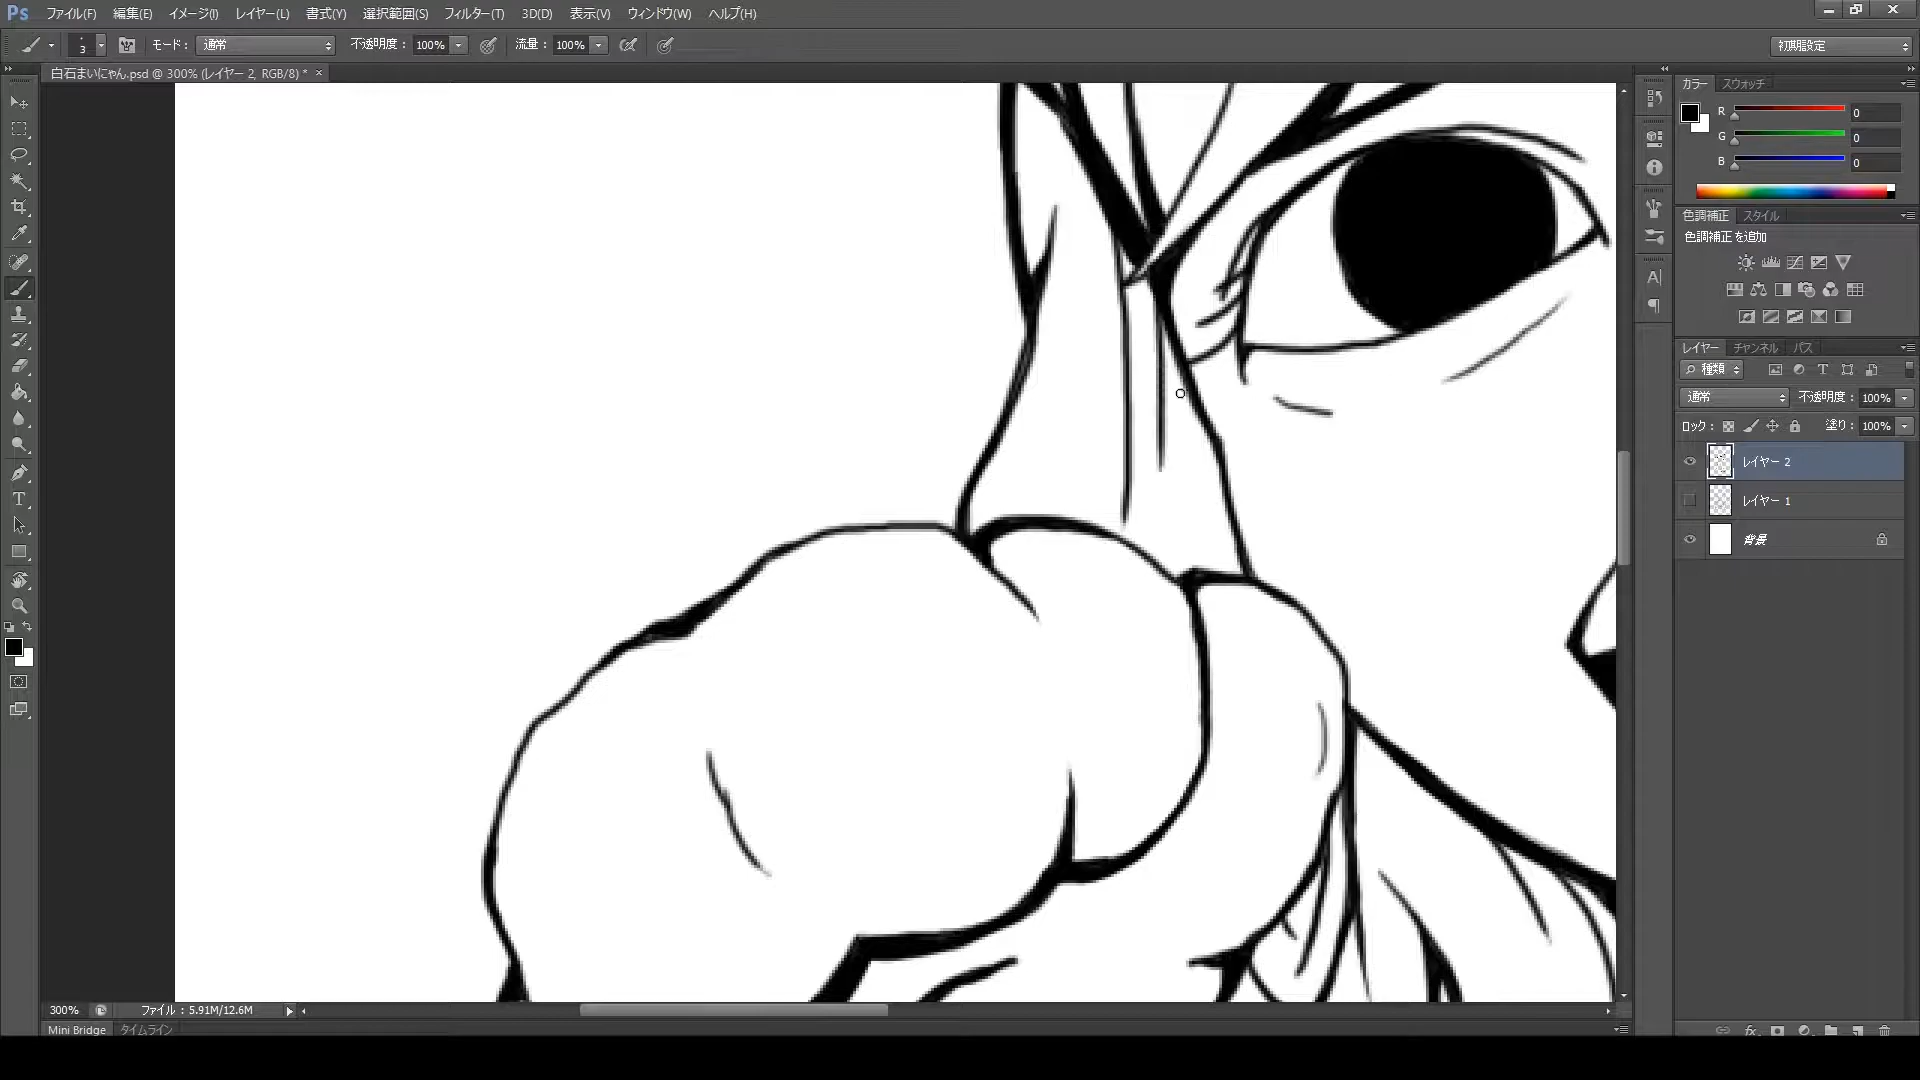 Ps ファイル(F) 編集(E) イメージ(I) レイヤー(L) 書式(Y) 選択範囲(S) フィルター(T) 3D(D) 表示(V) ウィンドウ(W) ヘルプ(H)
3 モード: 通常 不透明度: 100% 流量: 100% 初期設定
白石まいにゃん.psd @ 300% (レイヤー 2, RGB/8) * ×
カラー スウォッチ
R 0
G 0
B 0
色調補正 スタイル
色調補正を追加
レイヤー チャンネル パス
種類
通常 不透明度: 100%
ロック: 塗り: 100%
レイヤー 2
レイヤー 1
背景
300% ファイル: 5.91M/12.6M
Mini Bridge タイムライン